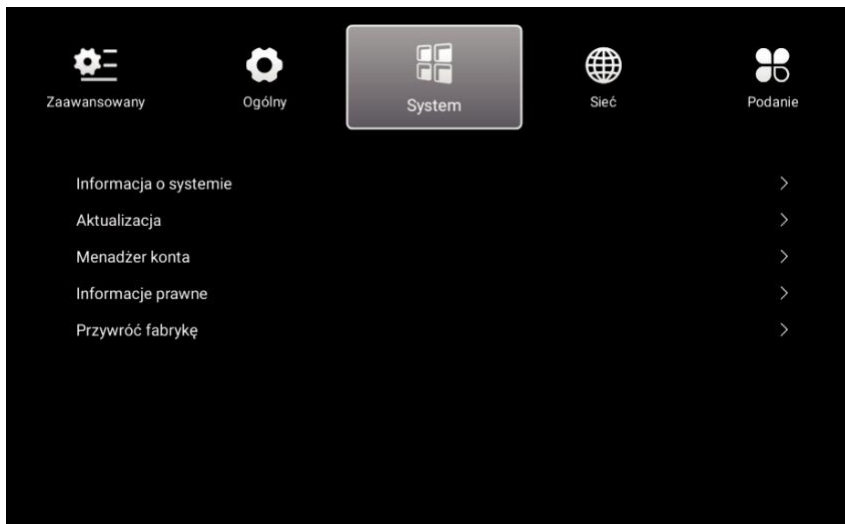 Zaawansowany
Ogólny
System
Sieć
Podanie
Informacja o systemie
Aktualizacja
Menadżer konta
Informacje prawne
Przywróć fabrykę